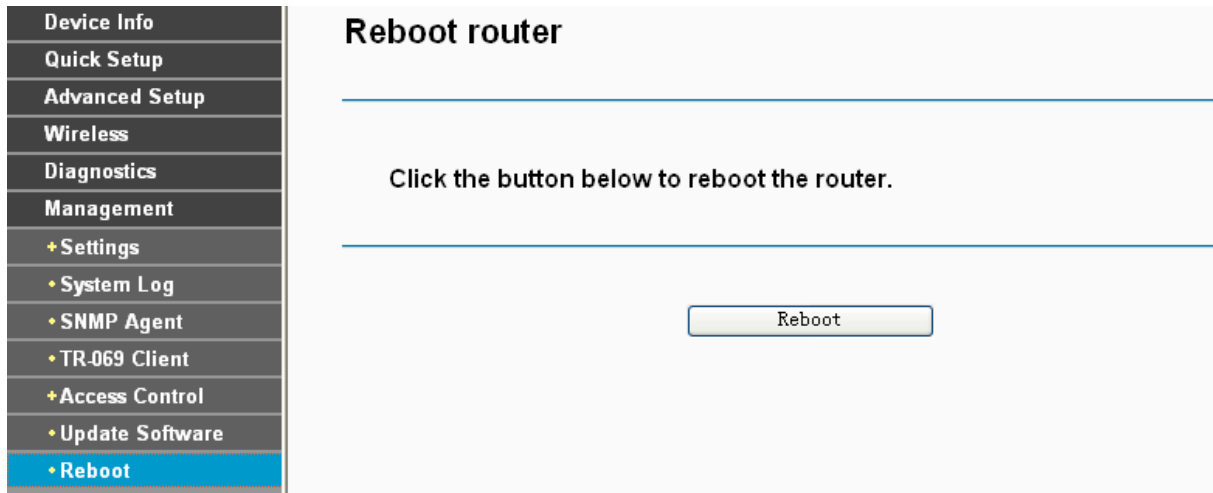 Device Info
Quick Setup
Advanced Setup
Wireless
Diagnostics
Management
+Settings
•System Log
•SNMP Agent
•TR-069 Client
+Access Control
•Update Software
•Reboot
Reboot router
Click the button below to reboot the router.
Reboot